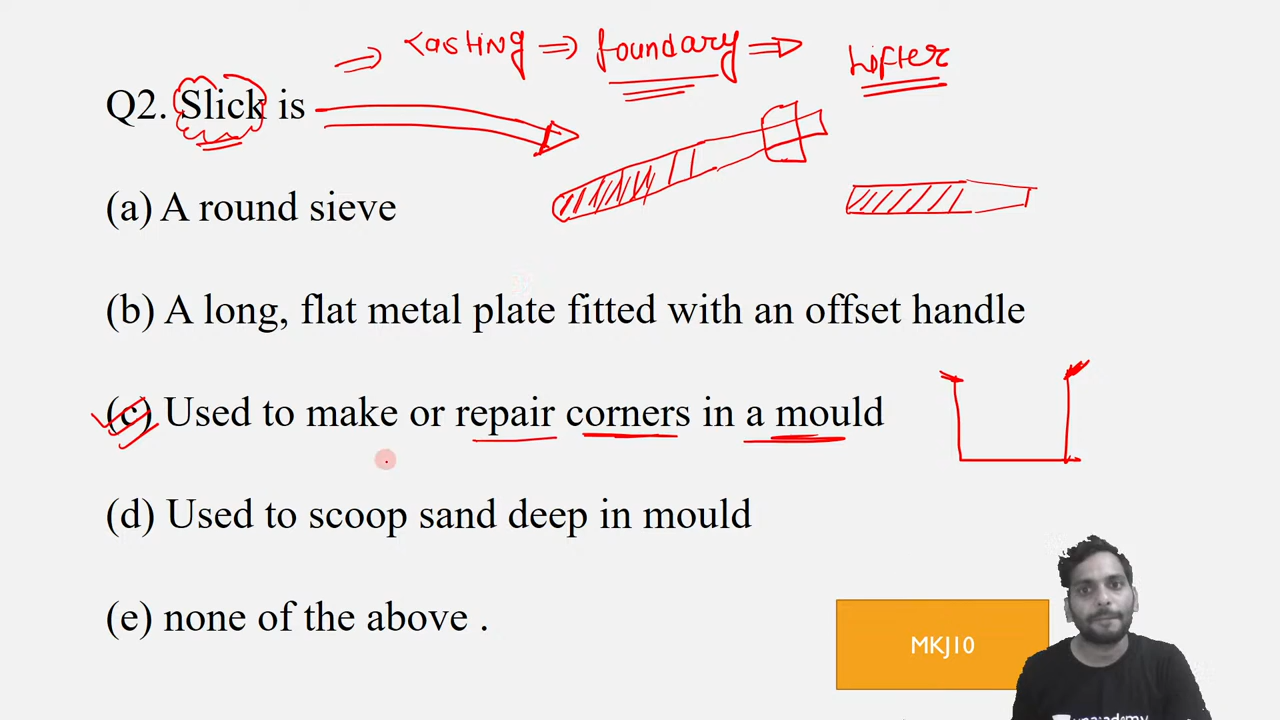 ⇒ Casting ⇒ foundary ⇒ Lifter
Q2. Slick is
(a) A round sieve
(b) A long, flat metal plate fitted with an offset handle
(c) Used to make or repair corners in a mould
(d) Used to scoop sand deep in mould
(e) none of the above .
MKJ10
unacademy